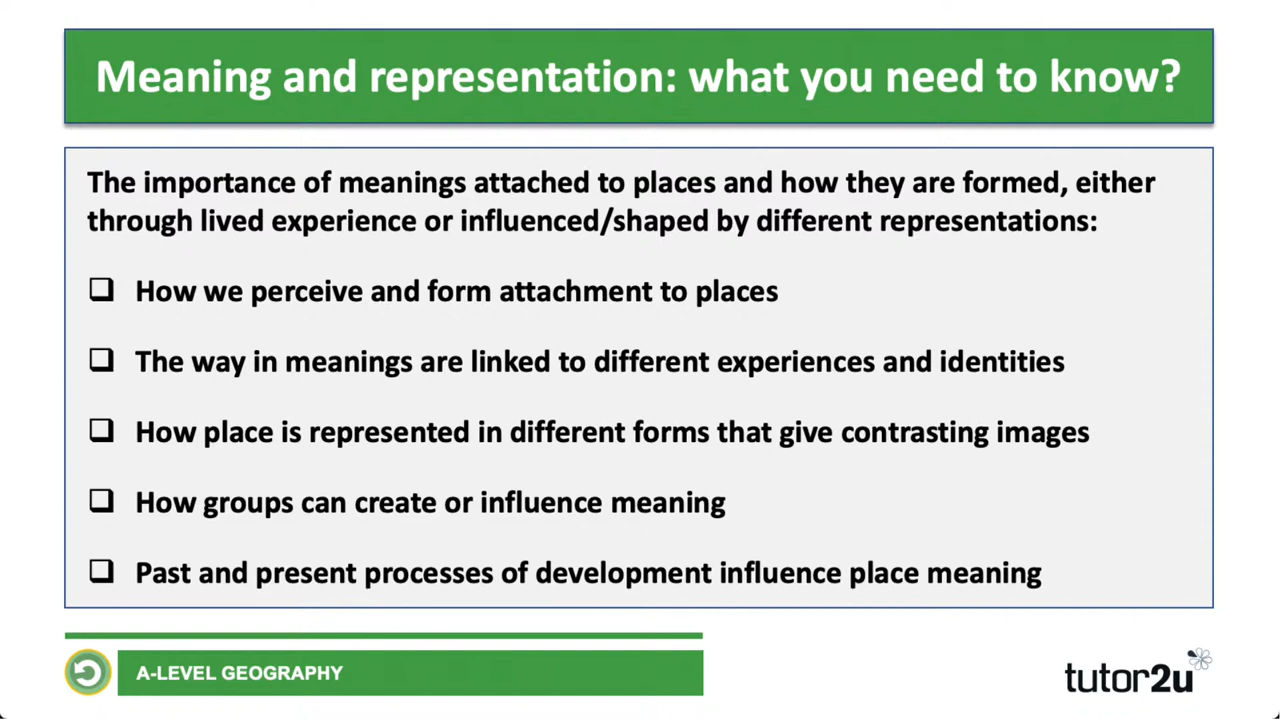 Meaning and representation: what you need to know?
The importance of meanings attached to places and how they are formed, either
through lived experience or influenced/shaped by different representations:
How we perceive and form attachment to places
The way in meanings are linked to different experiences and identities
How place is represented in different forms that give contrasting images
How groups can create or influence meaning
Past and present processes of development influence place meaning
A-LEVEL GEOGRAPHY
tutor2u